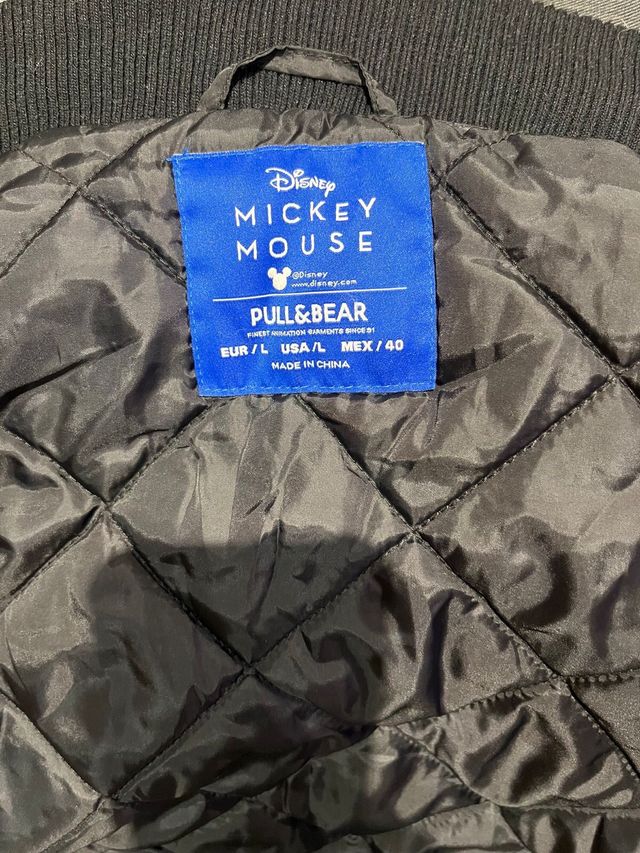 Disney
MICKEY
MOUSE
@Disney
www.disney.com
PULL&BEAR
FINEST ANIMATION GARMENTS SINCE 91
EUR / L USA / L MEX / 40
MADE IN CHINA